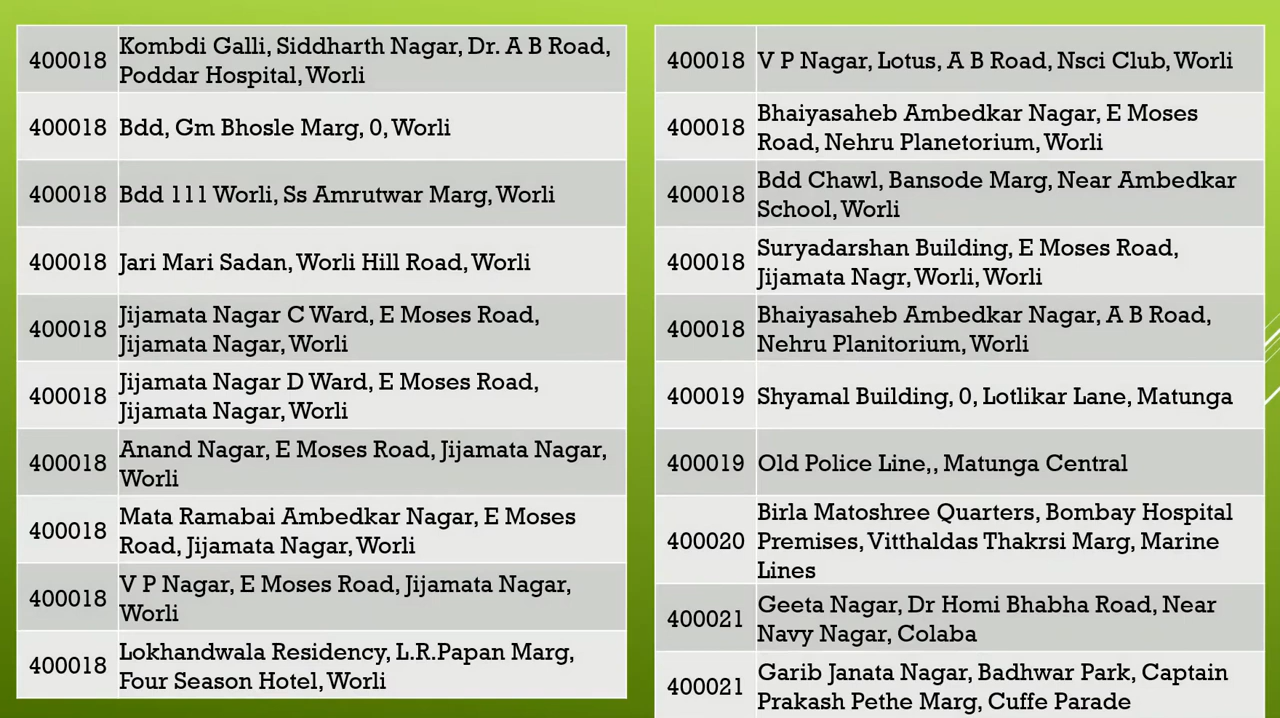 400018 Kombdi Galli, Siddharth Nagar, Dr. A B Road,
Poddar Hospital, Worli
400018 Bdd, Gm Bhosle Marg, 0, Worli
400018 Bdd 111 Worli, Ss Amrutwar Marg, Worli
400018 Jari Mari Sadan, Worli Hill Road, Worli
400018 Jijamata Nagar C Ward, E Moses Road,
Jijamata Nagar, Worli
400018 Jijamata Nagar D Ward, E Moses Road,
Jijamata Nagar, Worli
400018 Anand Nagar, E Moses Road, Jijamata Nagar,
Worli
400018 Mata Ramabai Ambedkar Nagar, E Moses
Road, Jijamata Nagar, Worli
400018 V P Nagar, E Moses Road, Jijamata Nagar,
Worli
400018 Lokhandwala Residency, L.R.Papan Marg,
Four Season Hotel, Worli
400018 V P Nagar, Lotus, A B Road, Nsci Club, Worli
400018 Bhaiyasaheb Ambedkar Nagar, E Moses
Road, Nehru Planetorium, Worli
400018 Bdd Chawl, Bansode Marg, Near Ambedkar
School, Worli
400018 Suryadarshan Building, E Moses Road,
Jijamata Nagr, Worli, Worli
400018 Bhaiyasaheb Ambedkar Nagar, A B Road,
Nehru Planitorium, Worli
400019 Shyamal Building, 0, Lotlikar Lane, Matunga
400019 Old Police Line,, Matunga Central
400020 Birla Matoshree Quarters, Bombay Hospital
Premises, Vitthaldas Thakrsi Marg, Marine
Lines
400021 Geeta Nagar, Dr Homi Bhabha Road, Near
Navy Nagar, Colaba
400021 Garib Janata Nagar, Badhwar Park, Captain
Prakash Pethe Marg, Cuffe Parade